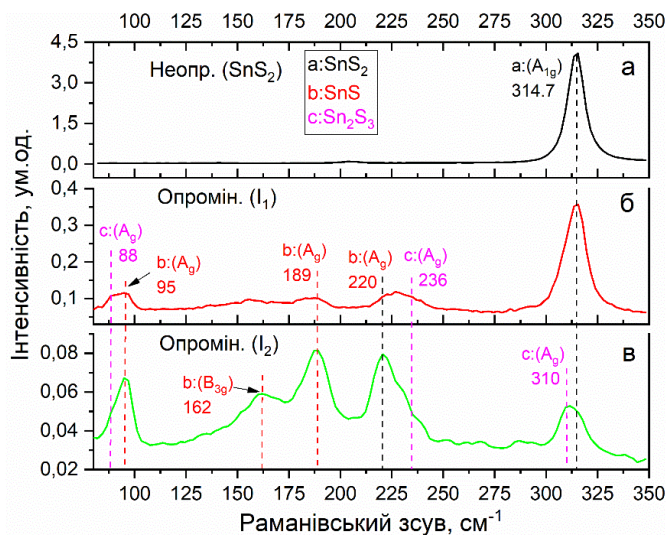 100 125 150 175 200 225 250 275 300 325 350
4,5
3,0
1,5
0,0
Неопр. (SnS₂)
a:SnS₂
b:SnS
c:Sn₂S₃
a:(A₁g)
314.7
а
0,4
0,3
0,2
0,1
Опромін. (I₁)
б
c:(Ag)
88
b:(Ag)
95
b:(Ag)
189
b:(Ag)
220
c:(Ag)
236
0,08
0,06
0,04
0,02
Опромін. (I₂)
в
b:(B₃g)
162
c:(Ag)
310
100 125 150 175 200 225 250 275 300 325 350
Інтенсивність, ум.од.
Раманівський зсув, см⁻¹